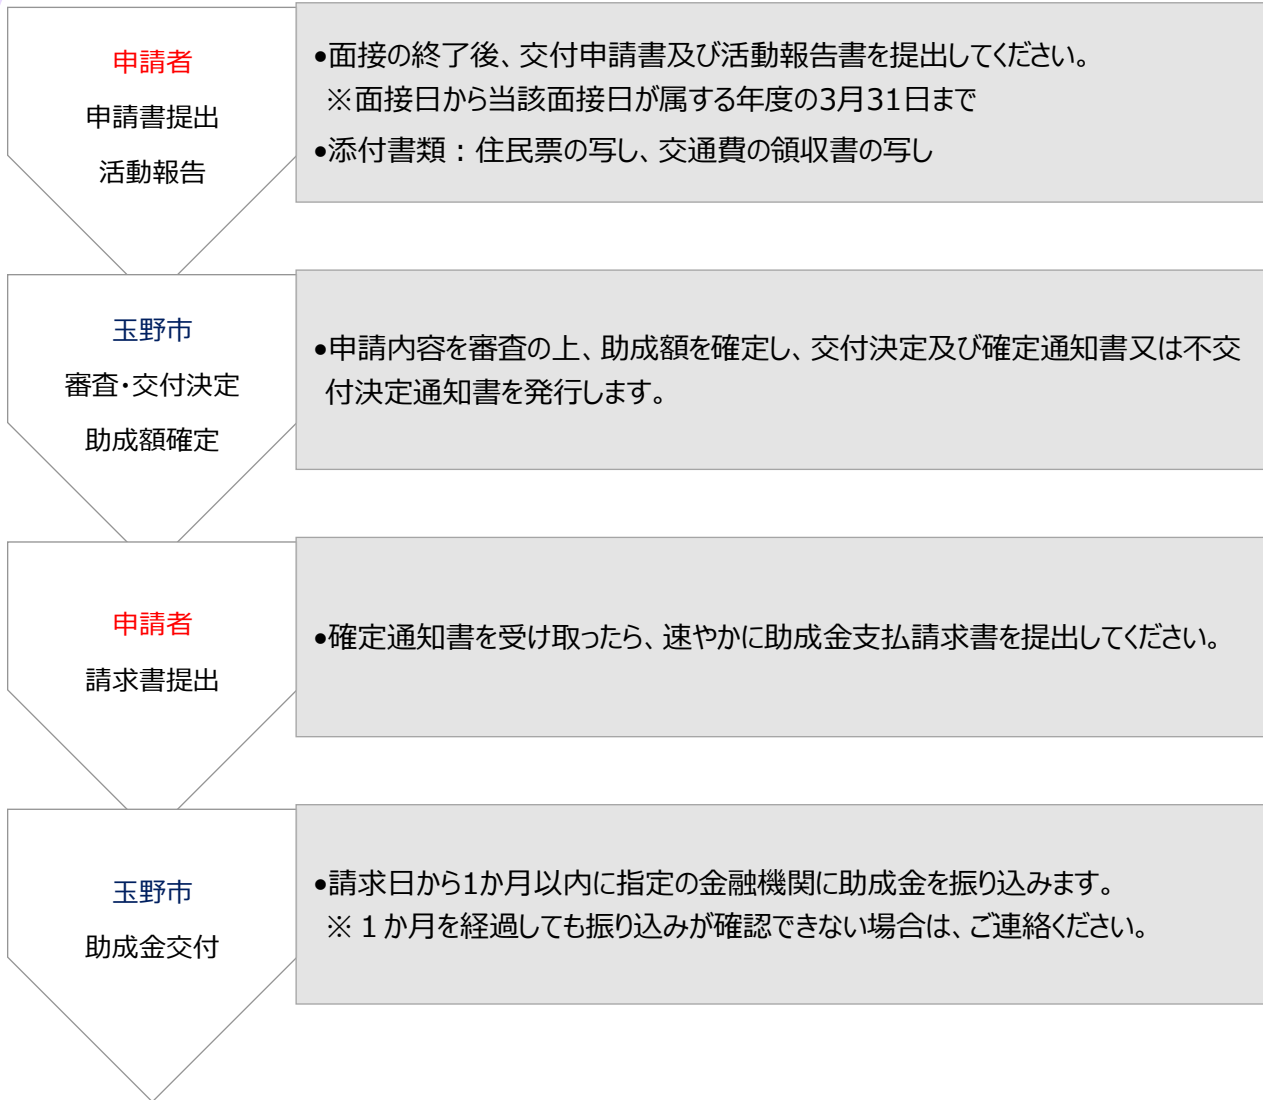 申請者
申請書提出
活動報告
•面接の終了後、交付申請書及び活動報告書を提出してください。
※面接日から当該面接日が属する年度の3月31日まで
•添付書類：住民票の写し、交通費の領収書の写し
玉野市
審査・交付決定
助成額確定
•申請内容を審査の上、助成額を確定し、交付決定及び確定通知書又は不交
付決定通知書を発行します。
申請者
請求書提出
•確定通知書を受け取ったら、速やかに助成金支払請求書を提出してください。
玉野市
助成金交付
•請求日から1か月以内に指定の金融機関に助成金を振り込みます。
※１か月を経過しても振り込みが確認できない場合は、ご連絡ください。